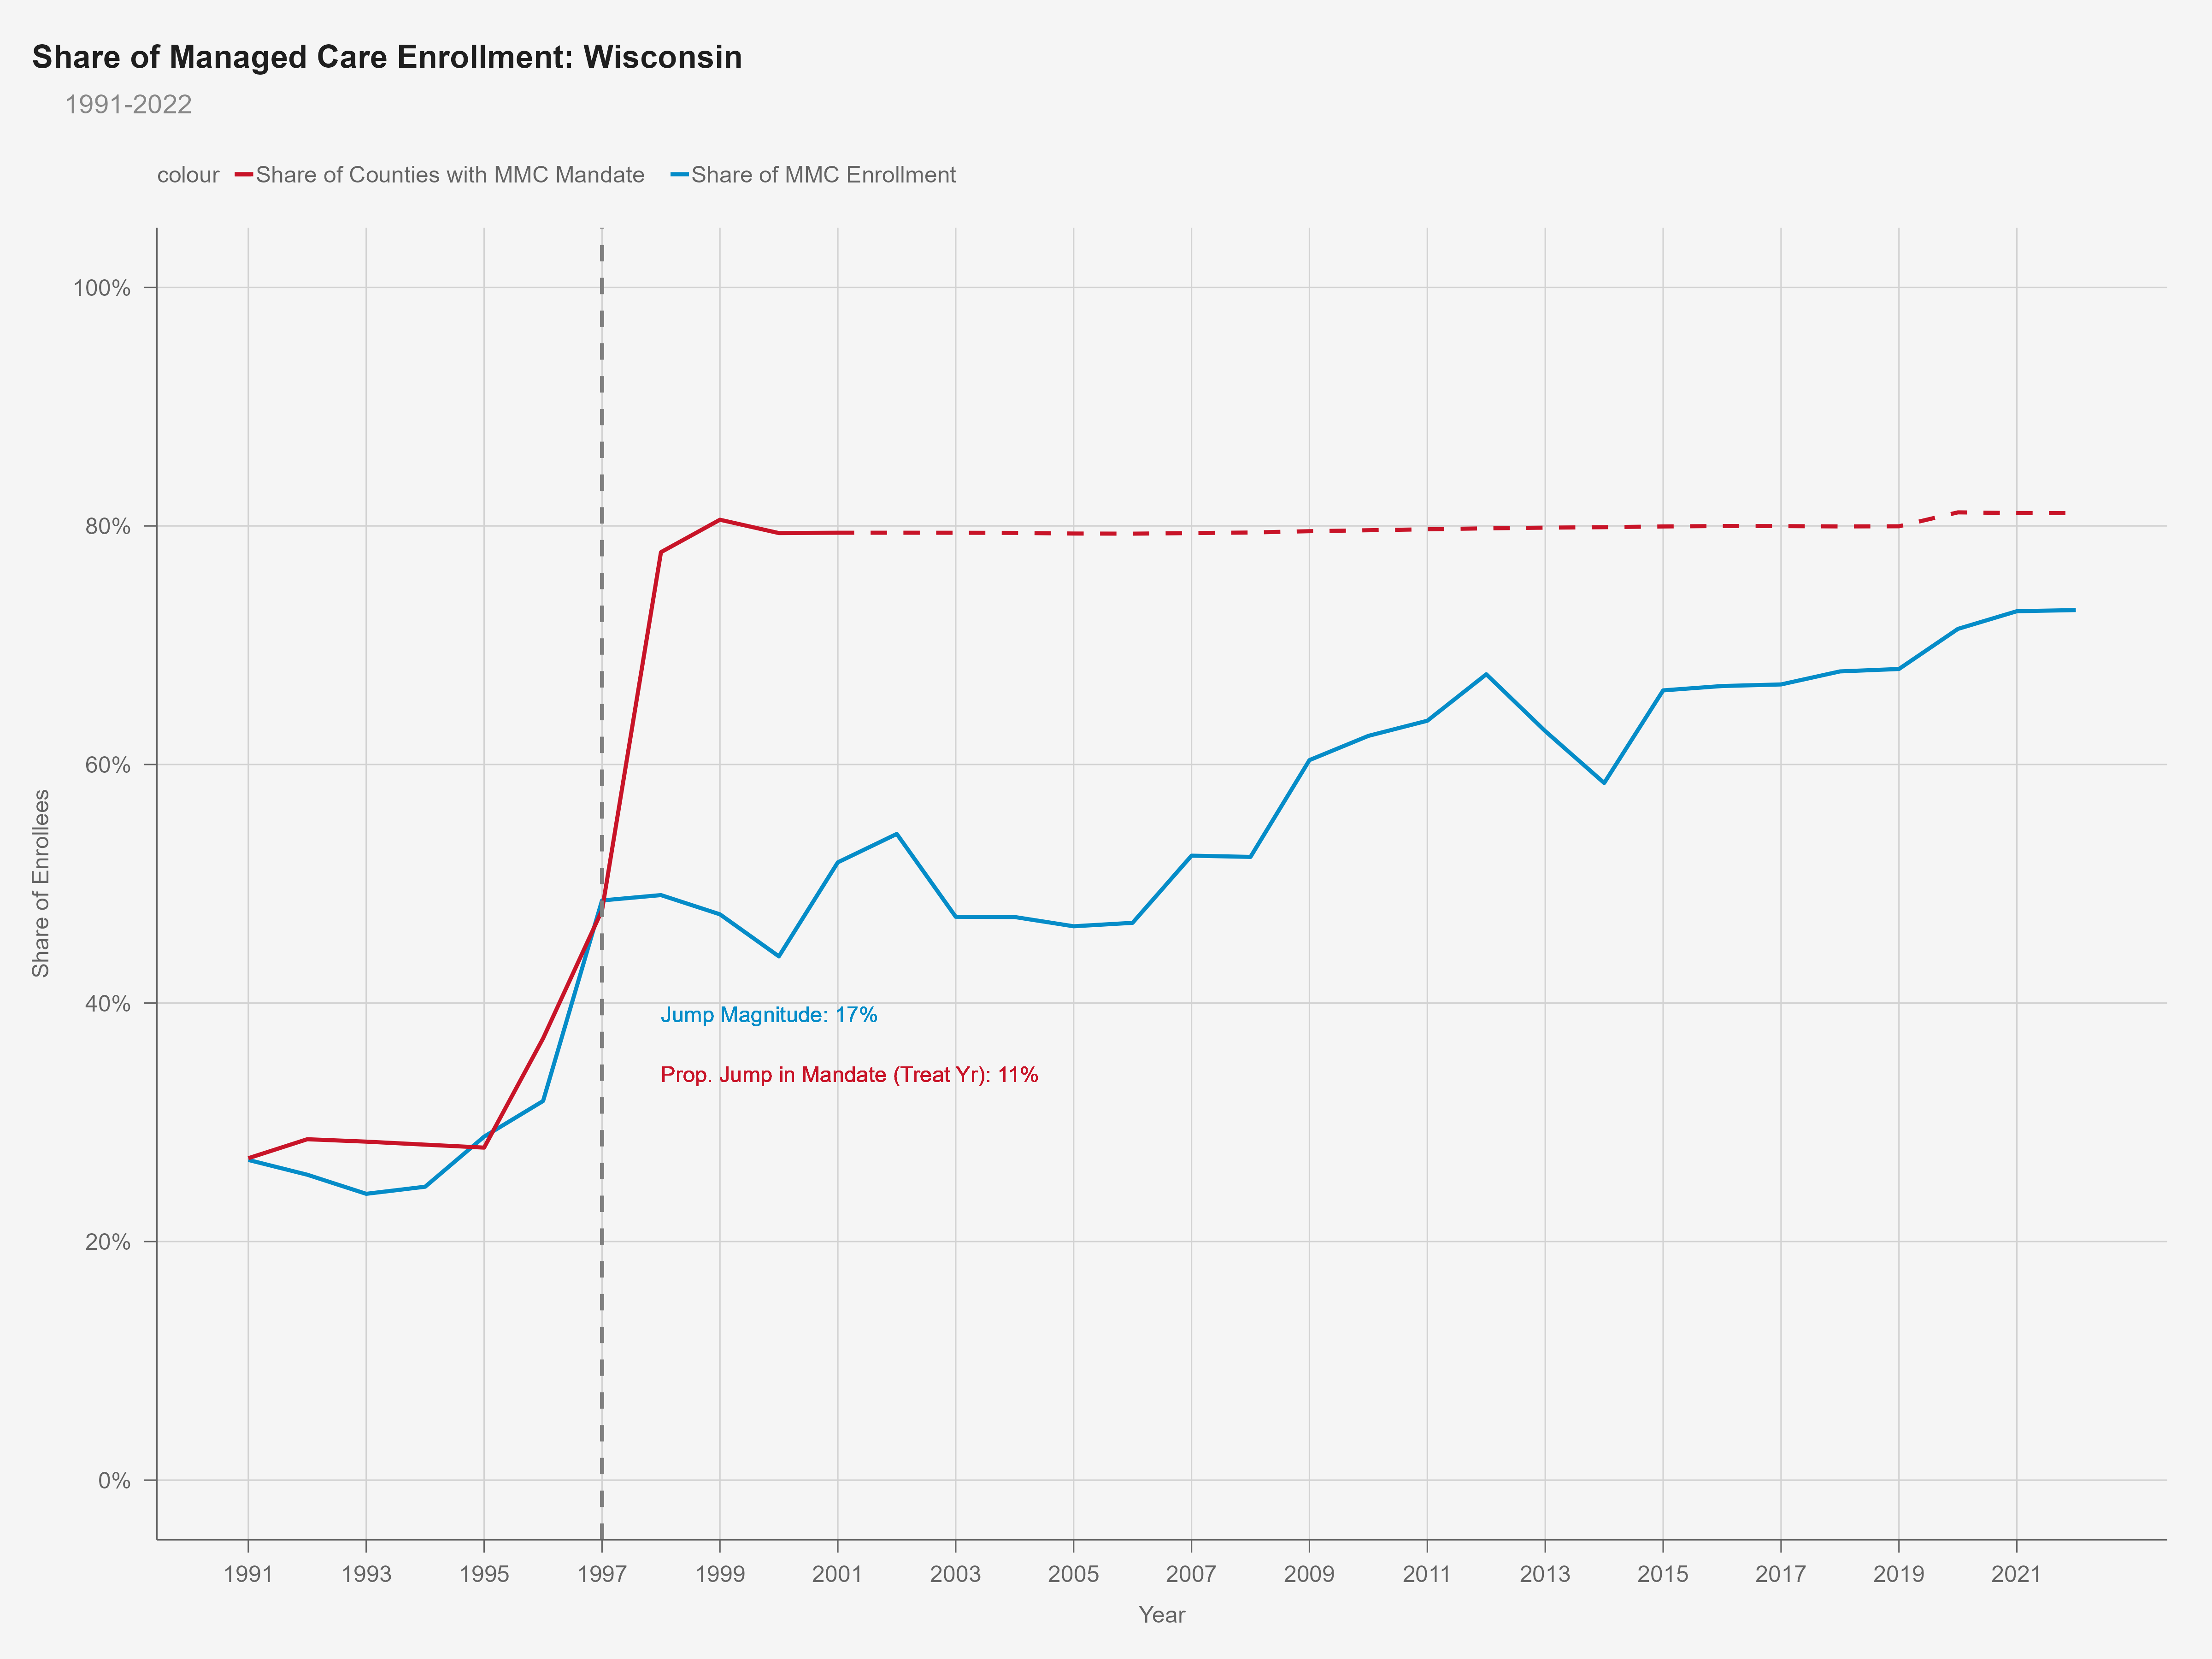 Share of Managed Care Enrollment: Wisconsin
1991-2022
colour Share of Counties with MMC Mandate Share of MMC Enrollment
100%
80%
60%
40%
20%
0%
Share of Enrollees
Jump Magnitude: 17%
Prop. Jump in Mandate (Treat Yr): 11%
1991 1993 1995 1997 1999 2001 2003 2005 2007 2009 2011 2013 2015 2017 2019 2021
Year